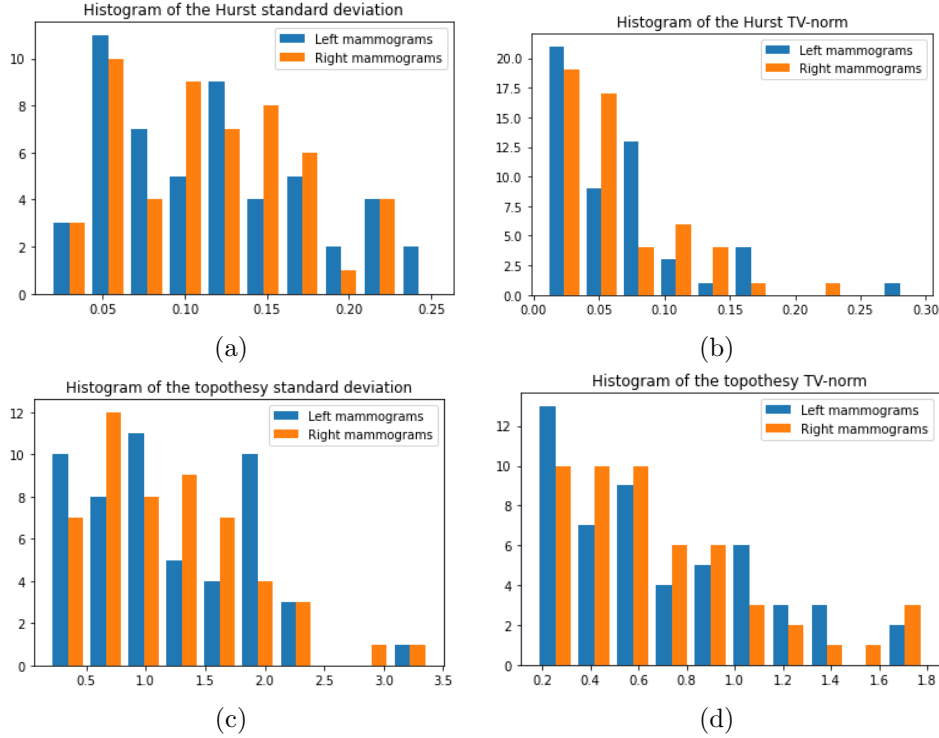 Histogram of the Hurst standard deviation
Left mammograms
Right mammograms
10
8
6
4
2
0
0.05 0.10 0.15 0.20 0.25
(a)
Histogram of the Hurst TV-norm
Left mammograms
Right mammograms
20.0
17.5
15.0
12.5
10.0
7.5
5.0
2.5
0.0
0.00 0.05 0.10 0.15 0.20 0.25 0.30
(b)
Histogram of the topothesy standard deviation
Left mammograms
Right mammograms
12
10
8
6
4
2
0
0.5 1.0 1.5 2.0 2.5 3.0 3.5
(c)
Histogram of the topothesy TV-norm
Left mammograms
Right mammograms
12
10
8
6
4
2
0
0.2 0.4 0.6 0.8 1.0 1.2 1.4 1.6 1.8
(d)